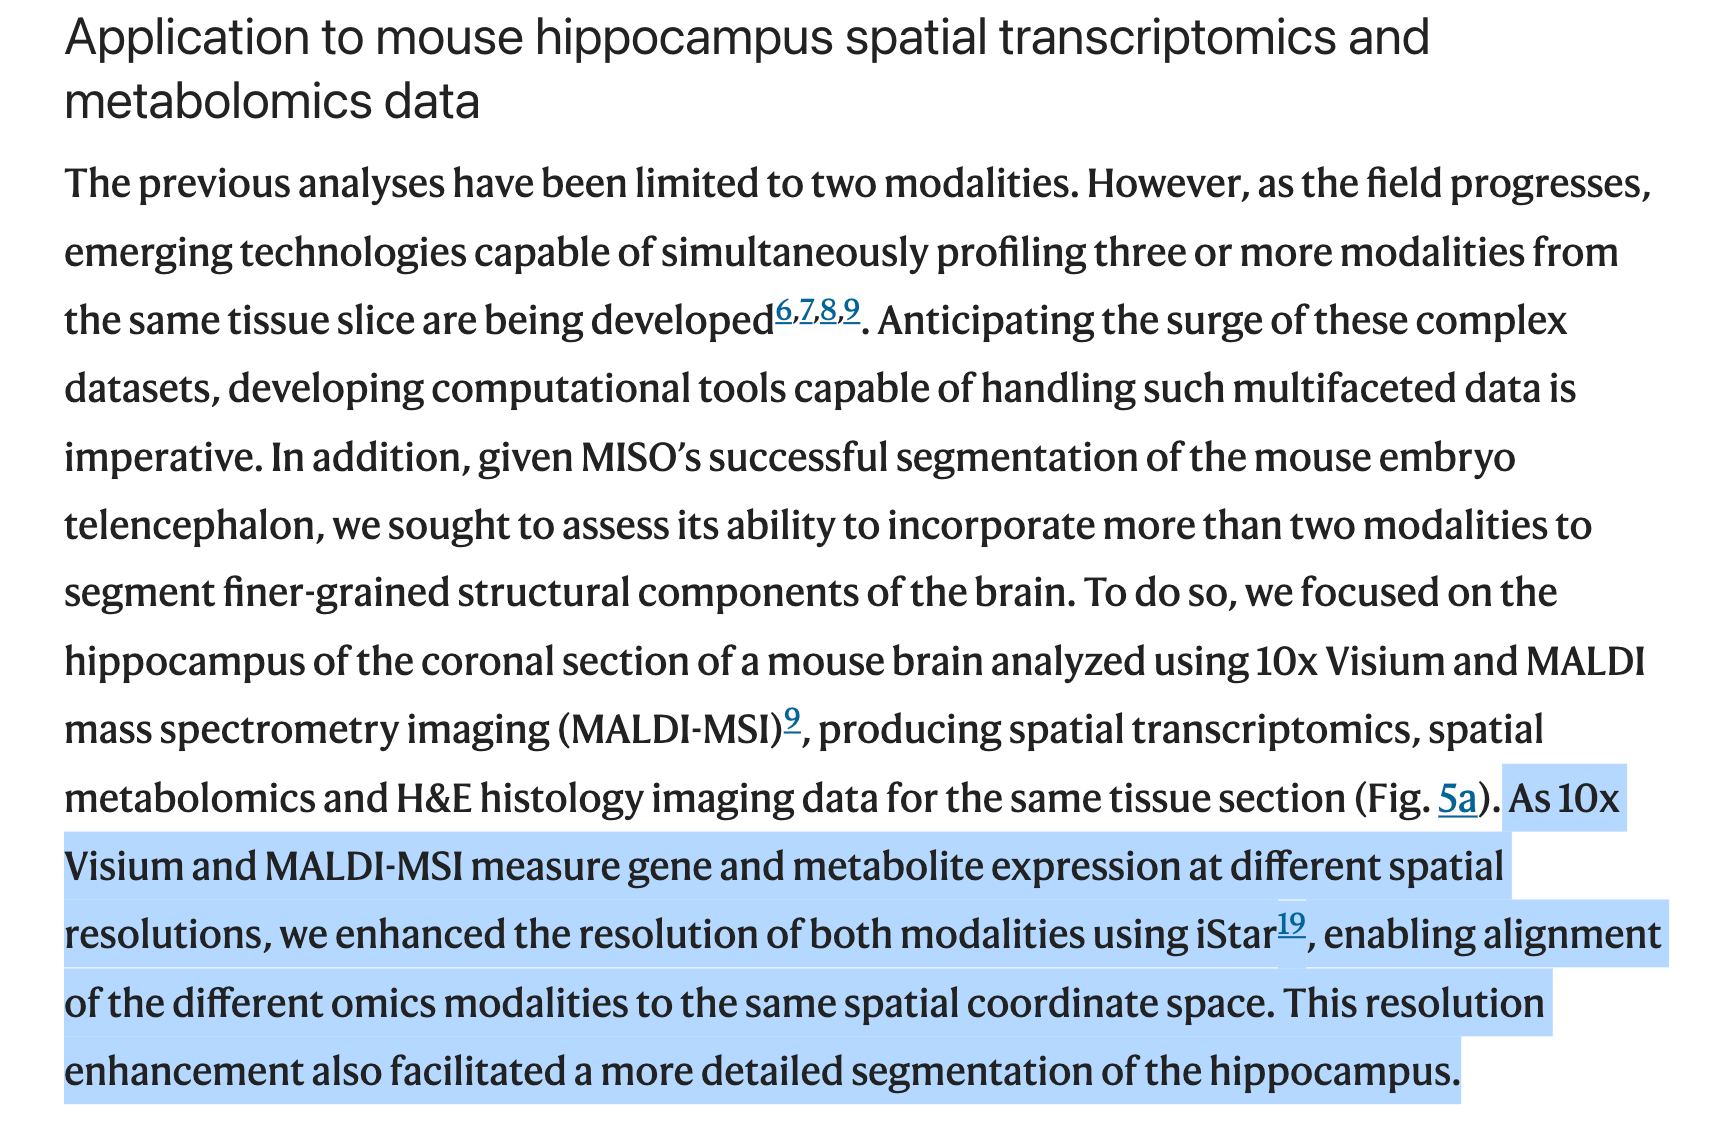 Application to mouse hippocampus spatial transcriptomics and
metabolomics data
The previous analyses have been limited to two modalities. However, as the field progresses,
emerging technologies capable of simultaneously profiling three or more modalities from
the same tissue slice are being developed6,7,8,9. Anticipating the surge of these complex
datasets, developing computational tools capable of handling such multifaceted data is
imperative. In addition, given MISO’s successful segmentation of the mouse embryo
telencephalon, we sought to assess its ability to incorporate more than two modalities to
segment finer-grained structural components of the brain. To do so, we focused on the
hippocampus of the coronal section of a mouse brain analyzed using 10x Visium and MALDI
mass spectrometry imaging (MALDI-MSI)9, producing spatial transcriptomics, spatial
metabolomics and H&E histology imaging data for the same tissue section (Fig. 5a). As 10x
Visium and MALDI-MSI measure gene and metabolite expression at different spatial
resolutions, we enhanced the resolution of both modalities using iStar19, enabling alignment
of the different omics modalities to the same spatial coordinate space. This resolution
enhancement also facilitated a more detailed segmentation of the hippocampus.